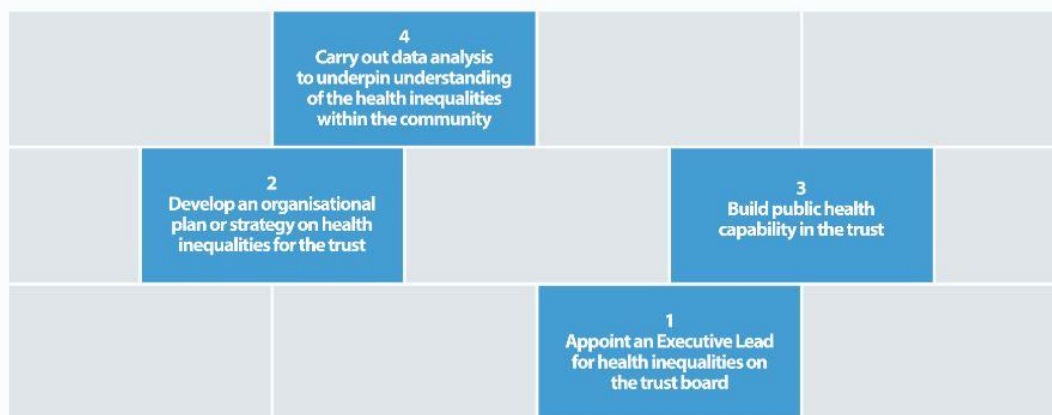 4
Carry out data analysis
to underpin understanding
of the health inequalities
within the community
2
Develop an organisational
plan or strategy on health
inequalities for the trust
3
Build public health
capability in the trust
1
Appoint an Executive Lead
for health inequalities on
the trust board